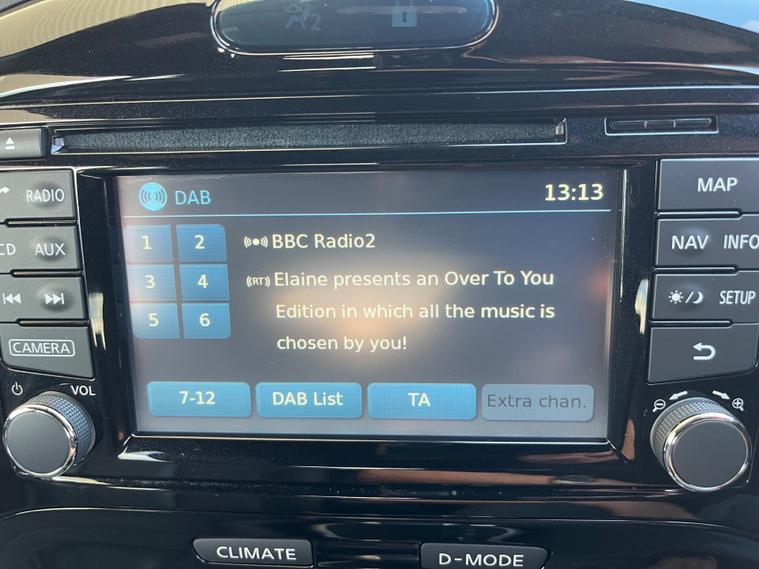 2
RADIO
CD AUX
CAMERA
VOL
DAB 13:13
1 2
3 4
5 6
BBC Radio2
(RT) Elaine presents an Over To You
Edition in which all the music is
chosen by you!
7-12 DAB List TA Extra chan.
MAP
NAV INFO
SETUP
CLIMATE D-MODE